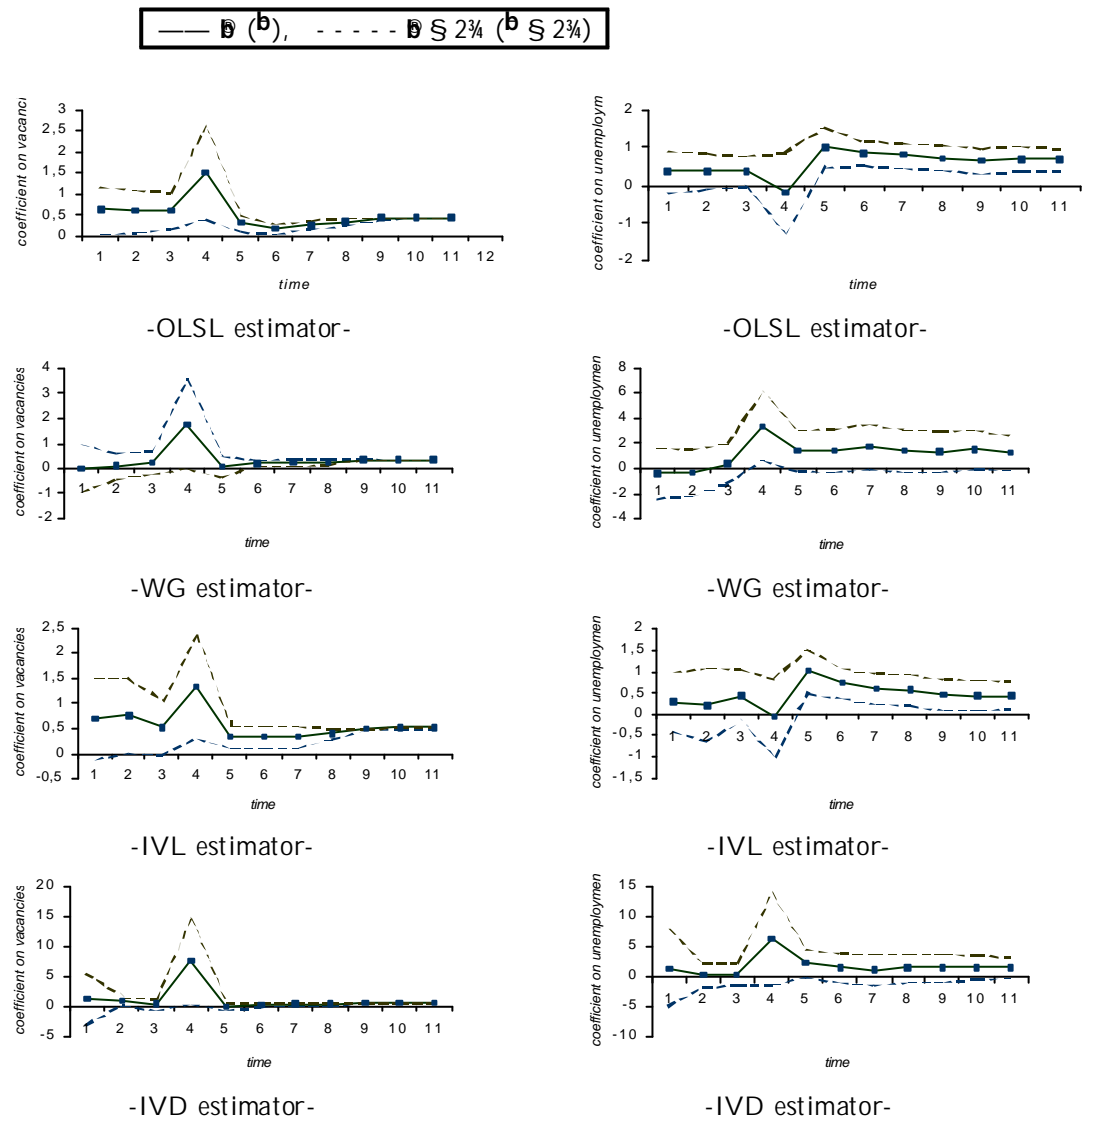 b (b), - - - - - b § 2¾ (b § 2¾)
coefficient on vacanci
3
2,5
2
1,5
1
0,5
0
1 2 3 4 5 6 7 8 9 10 11 12
time
-OLSL estimator-
coefficient on unemploym
2
1
0
-1
-2
1 2 3 4 5 6 7 8 9 10 11
time
-OLSL estimator-
coefficient on vacancies
4
3
2
1
0
-1
-2
1 2 3 4 5 6 7 8 9 10 11
time
-WG estimator-
coefficient on unemploymen
8
6
4
2
0
-2
-4
1 2 3 4 5 6 7 8 9 10 11
time
-WG estimator-
coefficient on vacancies
2,5
2
1,5
1
0,5
0
-0,5
1 2 3 4 5 6 7 8 9 10 11
time
-IVL estimator-
coefficient on unemploymen
2
1,5
1
0,5
0
-0,5
-1
-1,5
1 2 3 4 5 6 7 8 9 10 11
time
-IVL estimator-
coefficient on vacancies
20
15
10
5
0
-5
1 2 3 4 5 6 7 8 9 10 11
time
-IVD estimator-
coefficient on unemploymen
15
10
5
0
-5
-10
1 2 3 4 5 6 7 8 9 10 11
time
-IVD estimator-